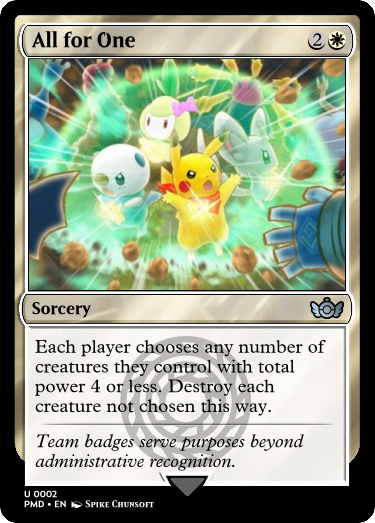 All for One 2
Sorcery
Each player chooses any number of
creatures they control with total
power 4 or less. Destroy each
creature not chosen this way.
Team badges serve purposes beyond
administrative recognition.
U 0002
PMD • EN Spike Chunsoft